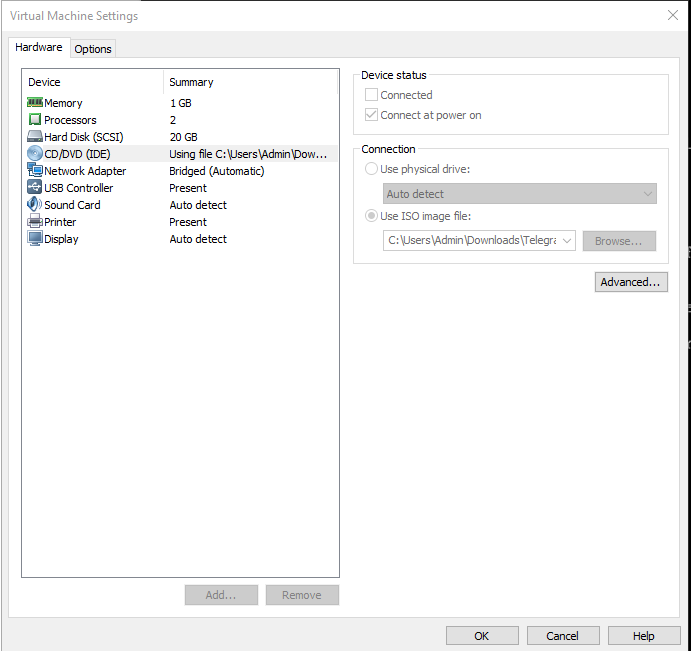 Virtual Machine Settings
Hardware Options
Device Summary
Memory 1 GB
Processors 2
Hard Disk (SCSI) 20 GB
CD/DVD (IDE) Using file C:\Users\Admin\Dow...
Network Adapter Bridged (Automatic)
USB Controller Present
Sound Card Auto detect
Printer Present
Display Auto detect
Add... Remove
Device status
Connected
Connect at power on
Connection
Use physical drive:
Auto detect
Use ISO image file:
C:\Users\Admin\Downloads\Telegra Browse...
Advanced...
OK Cancel Help